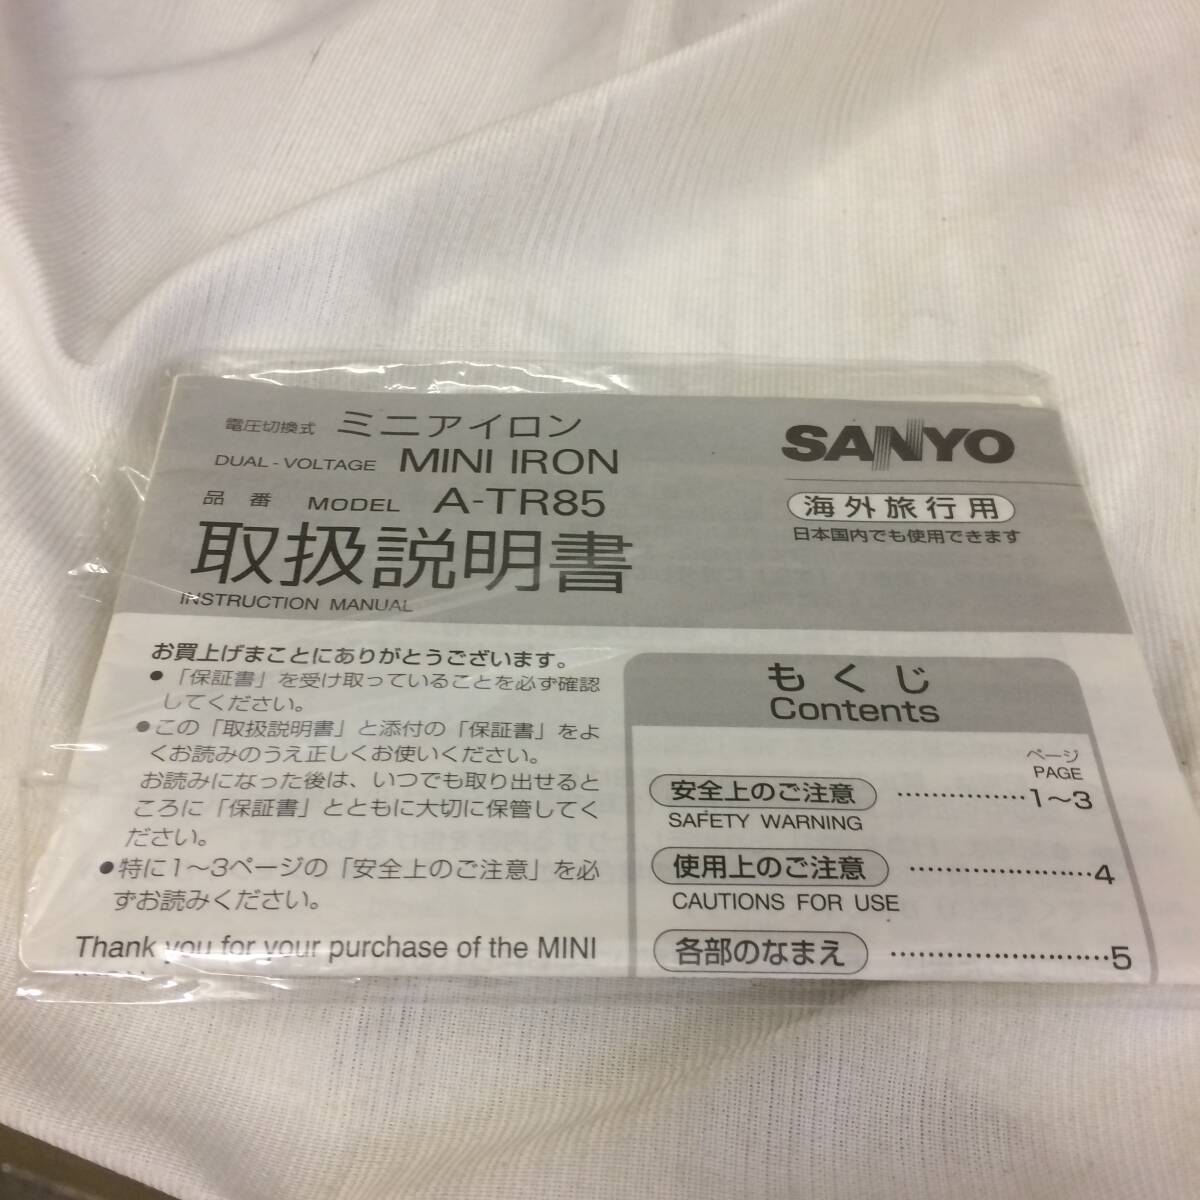 電圧切換式 ミニアイロン
DUAL-VOLTAGE MINI IRON
品番 MODEL A-TR85
取扱説明書
INSTRUCTION MANUAL
SANYO
海外旅行用
日本国内でも使用できます
お買上げまことにありがとうございます。
●「保証書」を受け取っていることを必ず確認
してください。
●この「取扱説明書」と添付の「保証書」をよ
くお読みのうえ正しくお使いください。
お読みになった後は、いつでも取り出せると
ころに「保証書」とともに大切に保管してく
ださい。
●特に1～3ページの「安全上のご注意」を必
ずお読みください。
Thank you for your purchase of the MINI
もくじ
Contents
ページ
PAGE
安全上のご注意 ……………1～3
SAFETY WARNING
使用上のご注意 …………………4
CAUTIONS FOR USE
各部のなまえ ……………………5